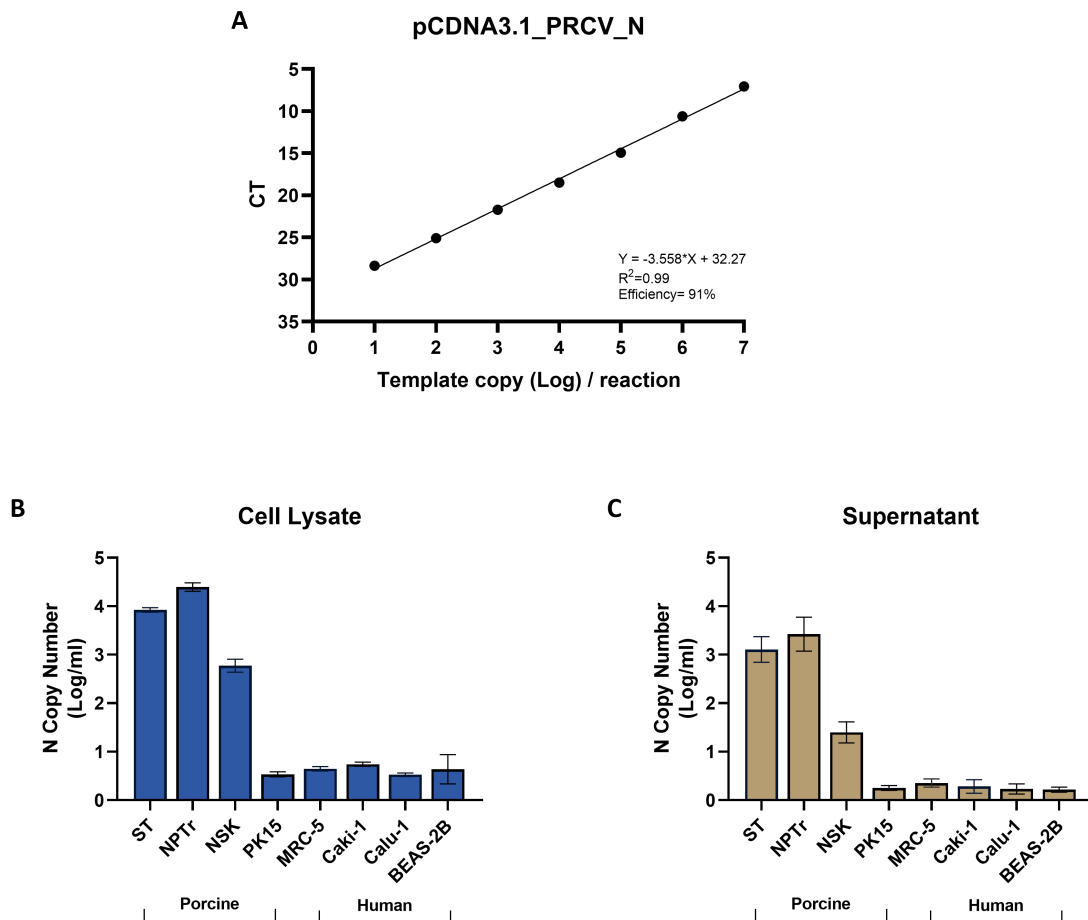 A
pCDNA3.1_PRCV_N
5
10
15
20
25
30
35
CT
Y = -3.558*X + 32.27
R²=0.99
Efficiency= 91%
0 1 2 3 4 5 6 7
Template copy (Log) / reaction
B
Cell Lysate
5
4
3
2
1
0
N Copy Number
(Log/ml)
ST NPTr NSK PK15 MRC-5 Caki-1 Calu-1 BEAS-2B
Porcine Human
C
Supernatant
5
4
3
2
1
0
N Copy Number
(Log/ml)
ST NPTr NSK PK15 MRC-5 Caki-1 Calu-1 BEAS-2B
Porcine Human